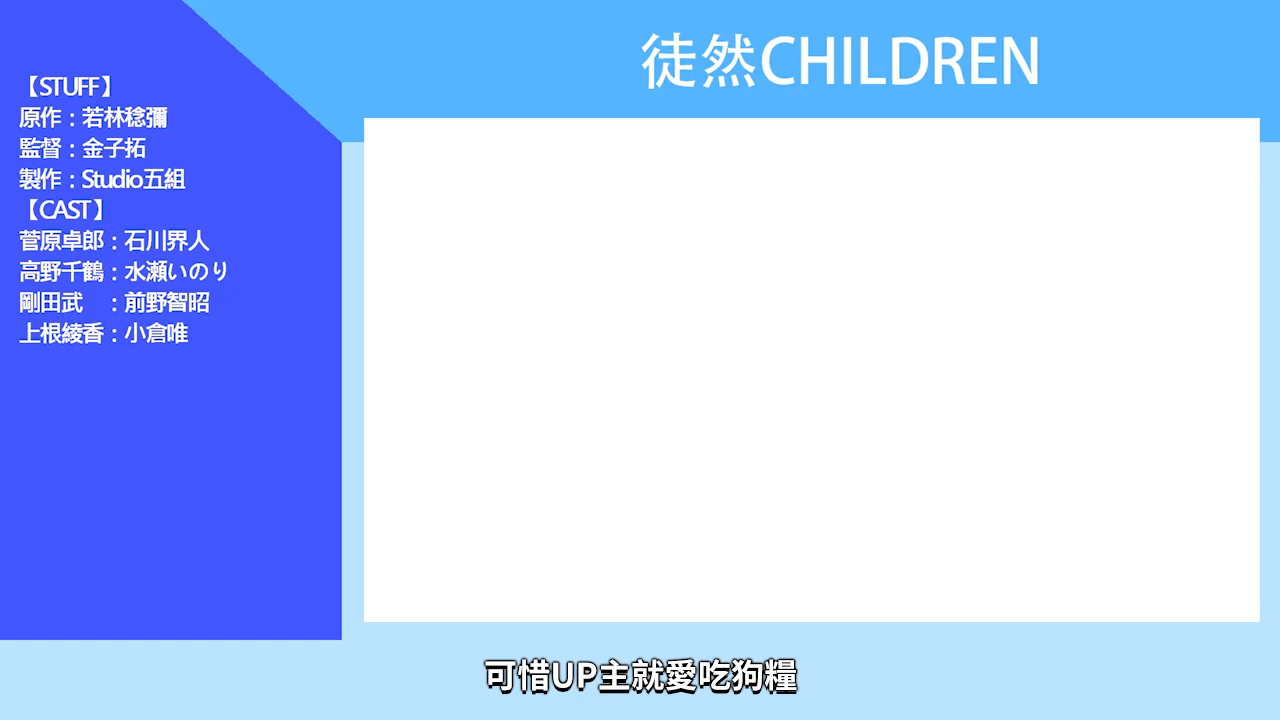 徒然CHILDREN
【STUFF】
原作：若林稔彌
監督：金子拓
製作：Studio五組
【CAST】
菅原卓郎：石川界人
高野千鶴：水瀬いのり
剛田武　：前野智昭
上根綾香：小倉唯
可惜UP主就愛吃狗糧